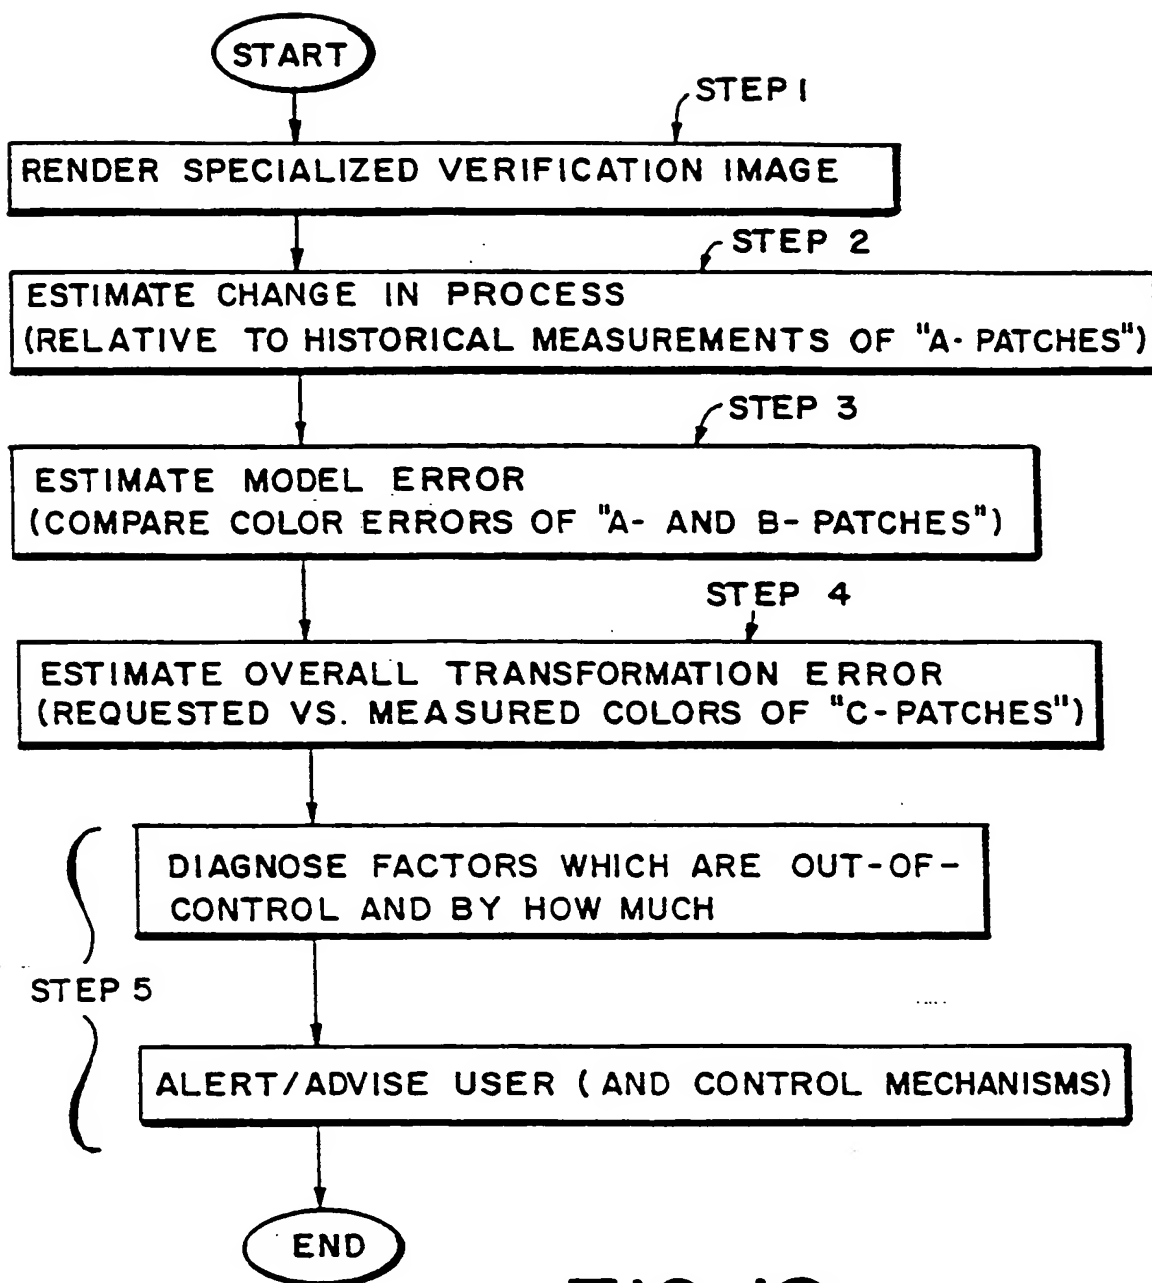 START
STEP 1
RENDER SPECIALIZED VERIFICATION IMAGE
STEP 2
ESTIMATE CHANGE IN PROCESS
(RELATIVE TO HISTORICAL MEASUREMENTS OF "A-PATCHES")
STEP 3
ESTIMATE MODEL ERROR
(COMPARE COLOR ERRORS OF "A- AND B-PATCHES")
STEP 4
ESTIMATE OVERALL TRANSFORMATION ERROR
(REQUESTED VS. MEASURED COLORS OF "C-PATCHES")
DIAGNOSE FACTORS WHICH ARE OUT-OF-
CONTROL AND BY HOW MUCH
STEP 5
ALERT/ADVISE USER (AND CONTROL MECHANISMS)
END